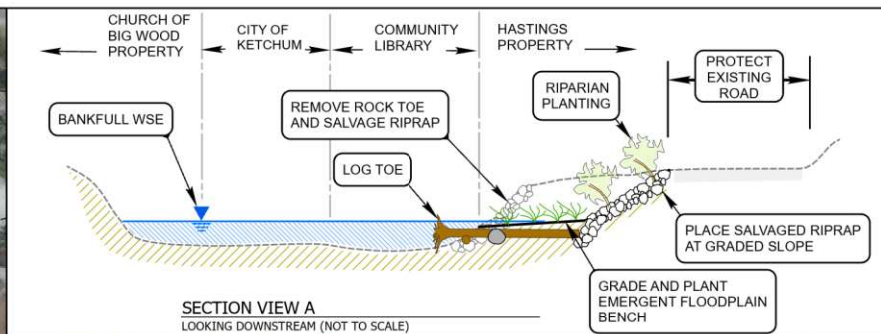 CHURCH OF
BIG WOOD
PROPERTY
CITY OF
KETCHUM
COMMUNITY
LIBRARY
HASTINGS
PROPERTY
PROTECT
EXISTING
ROAD
BANKFULL WSE
REMOVE ROCK TOE
AND SALVAGE RIPRAP
RIPARIAN
PLANTING
LOG TOE
PLACE SALVAGED RIPRAP
AT GRADED SLOPE
GRADE AND PLANT
EMERGENT FLOODPLAIN
BENCH
SECTION VIEW A
LOOKING DOWNSTREAM (NOT TO SCALE)